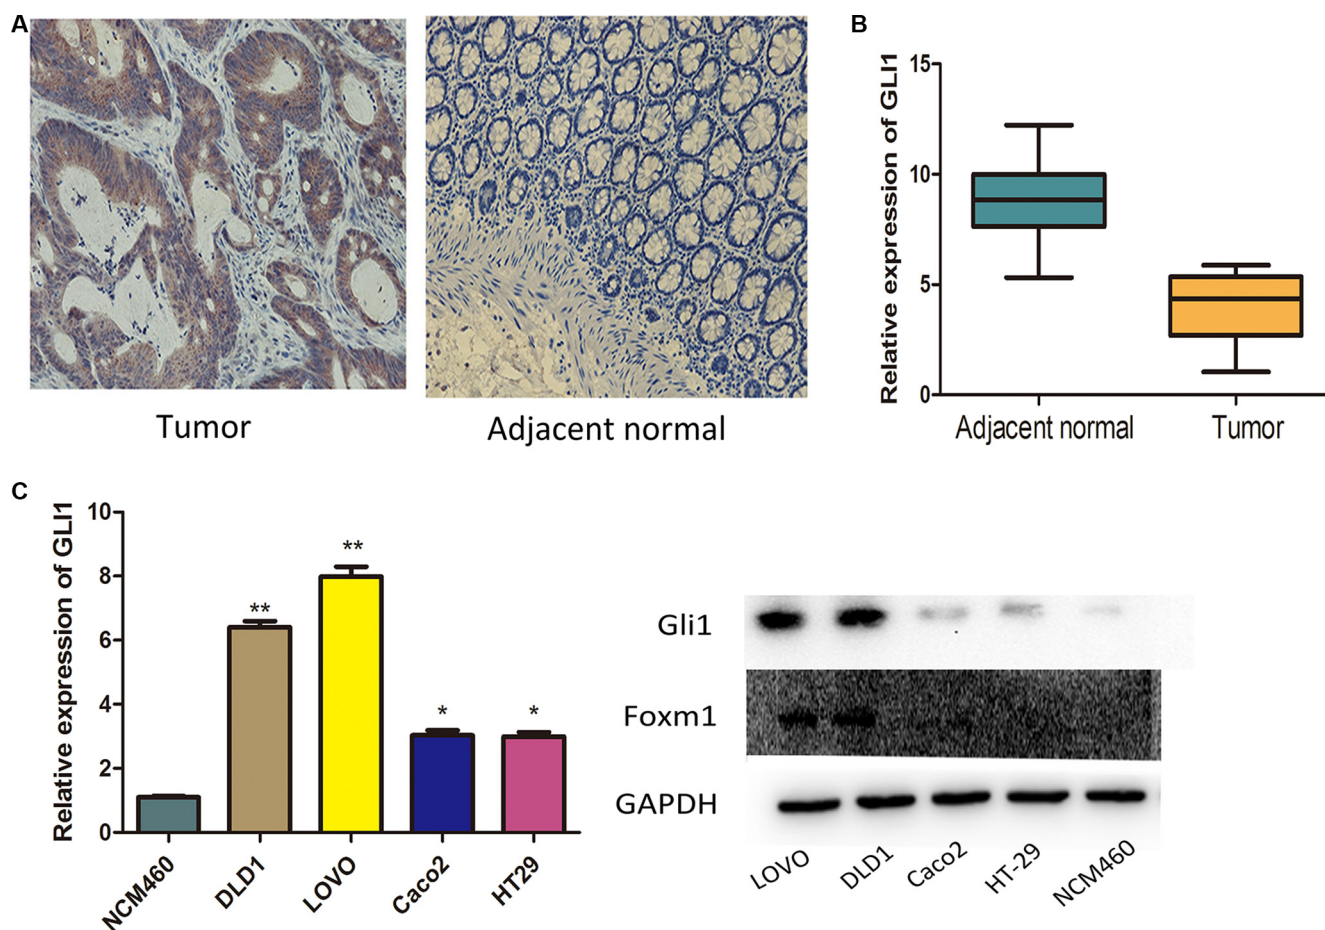 A
Tumor
Adjacent normal
B
Relative expression of GLI1
15
10
5
0
Adjacent normal
Tumor
C
Relative expression of GLI1
10
8
6
4
2
0
**
**
*
*
NCM460
DLD1
LOVO
Caco2
HT29
Gli1
Foxm1
GAPDH
LOVO
DLD1
Caco2
HT-29
NCM460